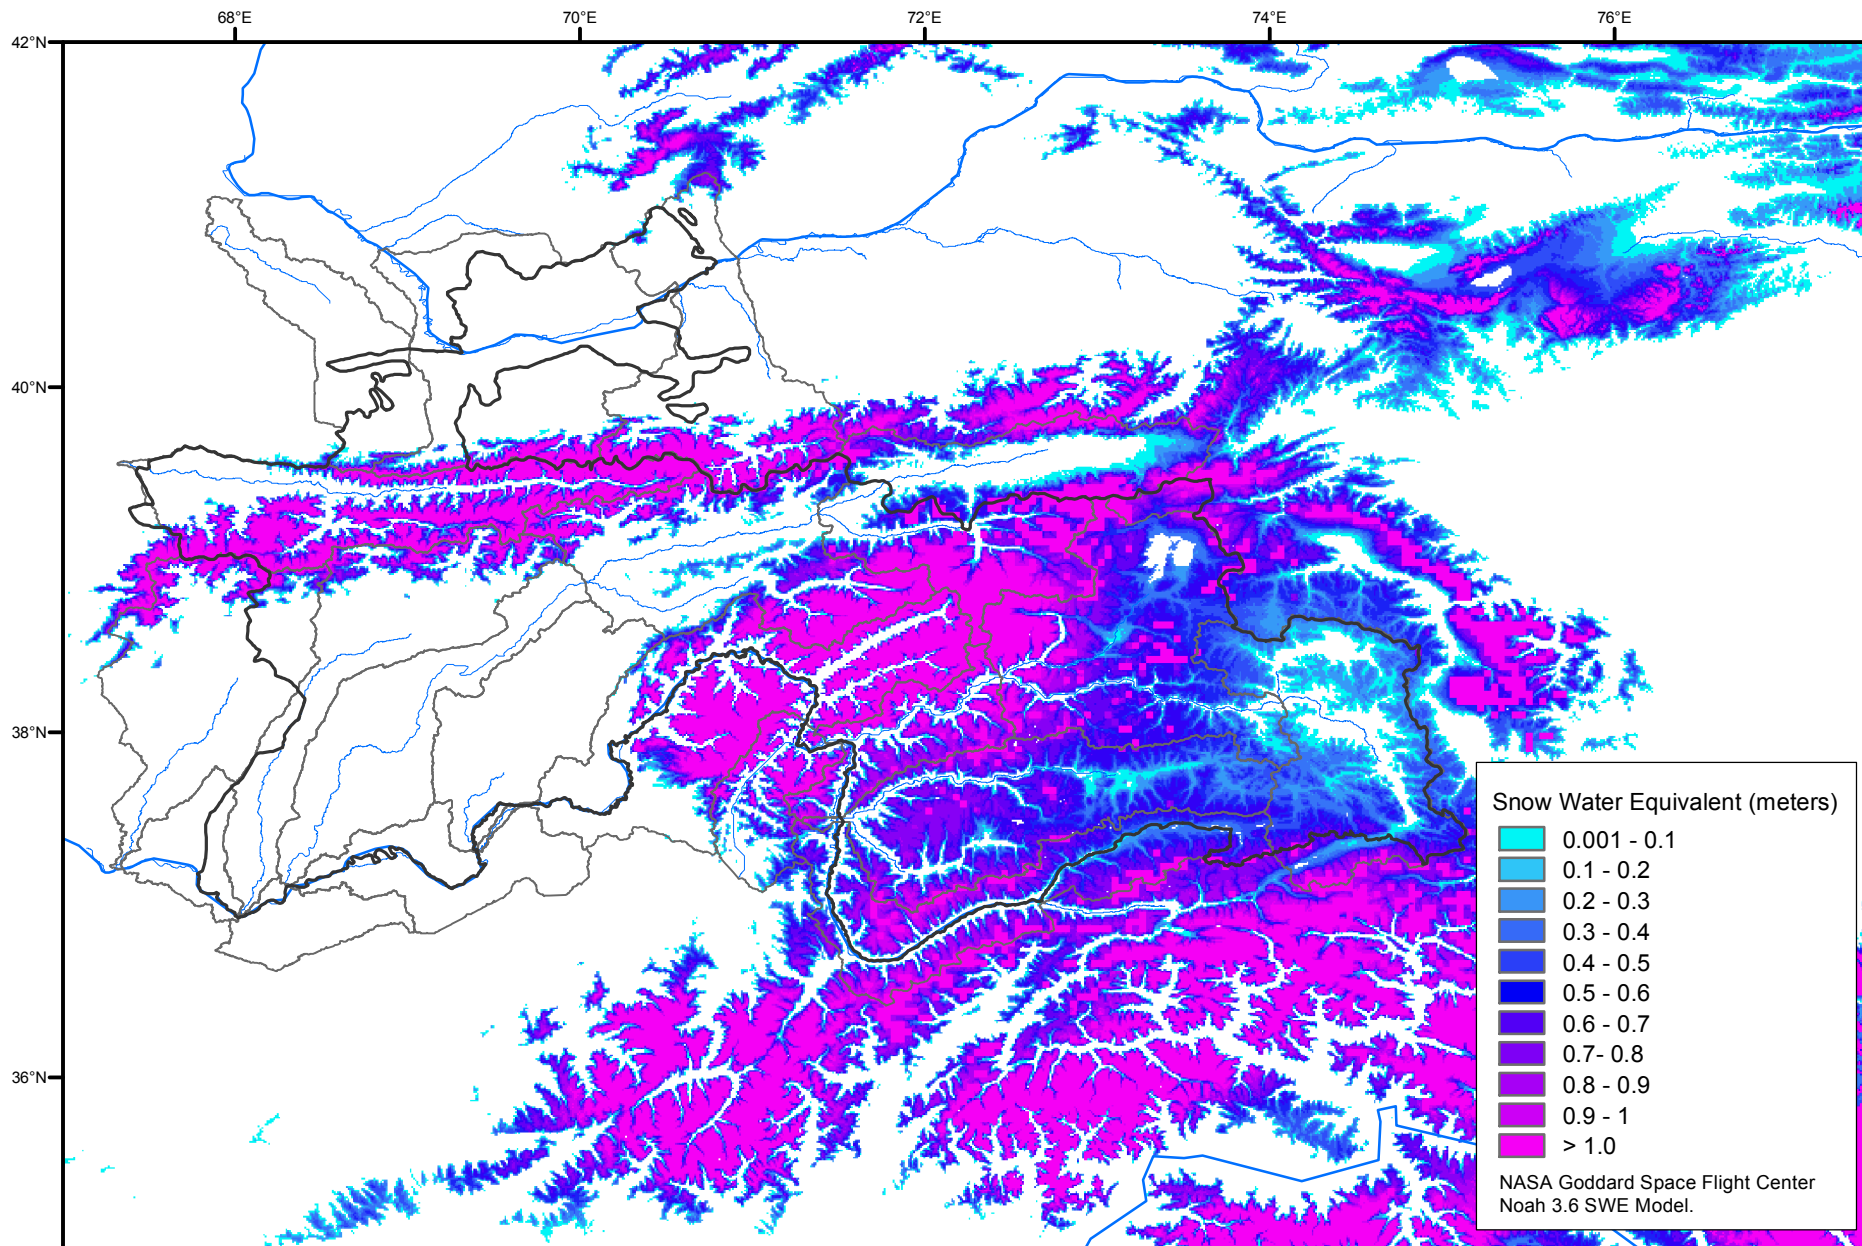 68°E
70°E
72°E
74°E
76°E
42°N
40°N
38°N
36°N
Snow Water Equivalent (meters)
0.001 - 0.1
0.1 - 0.2
0.2 - 0.3
0.3 - 0.4
0.4 - 0.5
0.5 - 0.6
0.6 - 0.7
0.7- 0.8
0.8 - 0.9
0.9 - 1
> 1.0
NASA Goddard Space Flight Center
Noah 3.6 SWE Model.